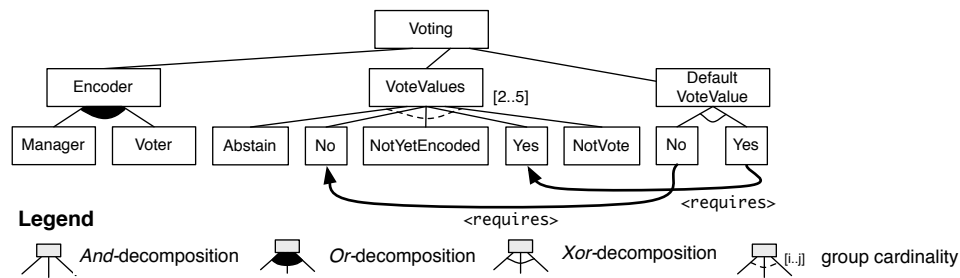 Voting
Encoder
VoteValues
[2..5]
Default
VoteValue
Manager
Voter
Abstain
No
NotYetEncoded
Yes
NotVote
No
Yes
<requires>
<requires>
Legend
And-decomposition
Or-decomposition
Xor-decomposition
[i..j]
group cardinality